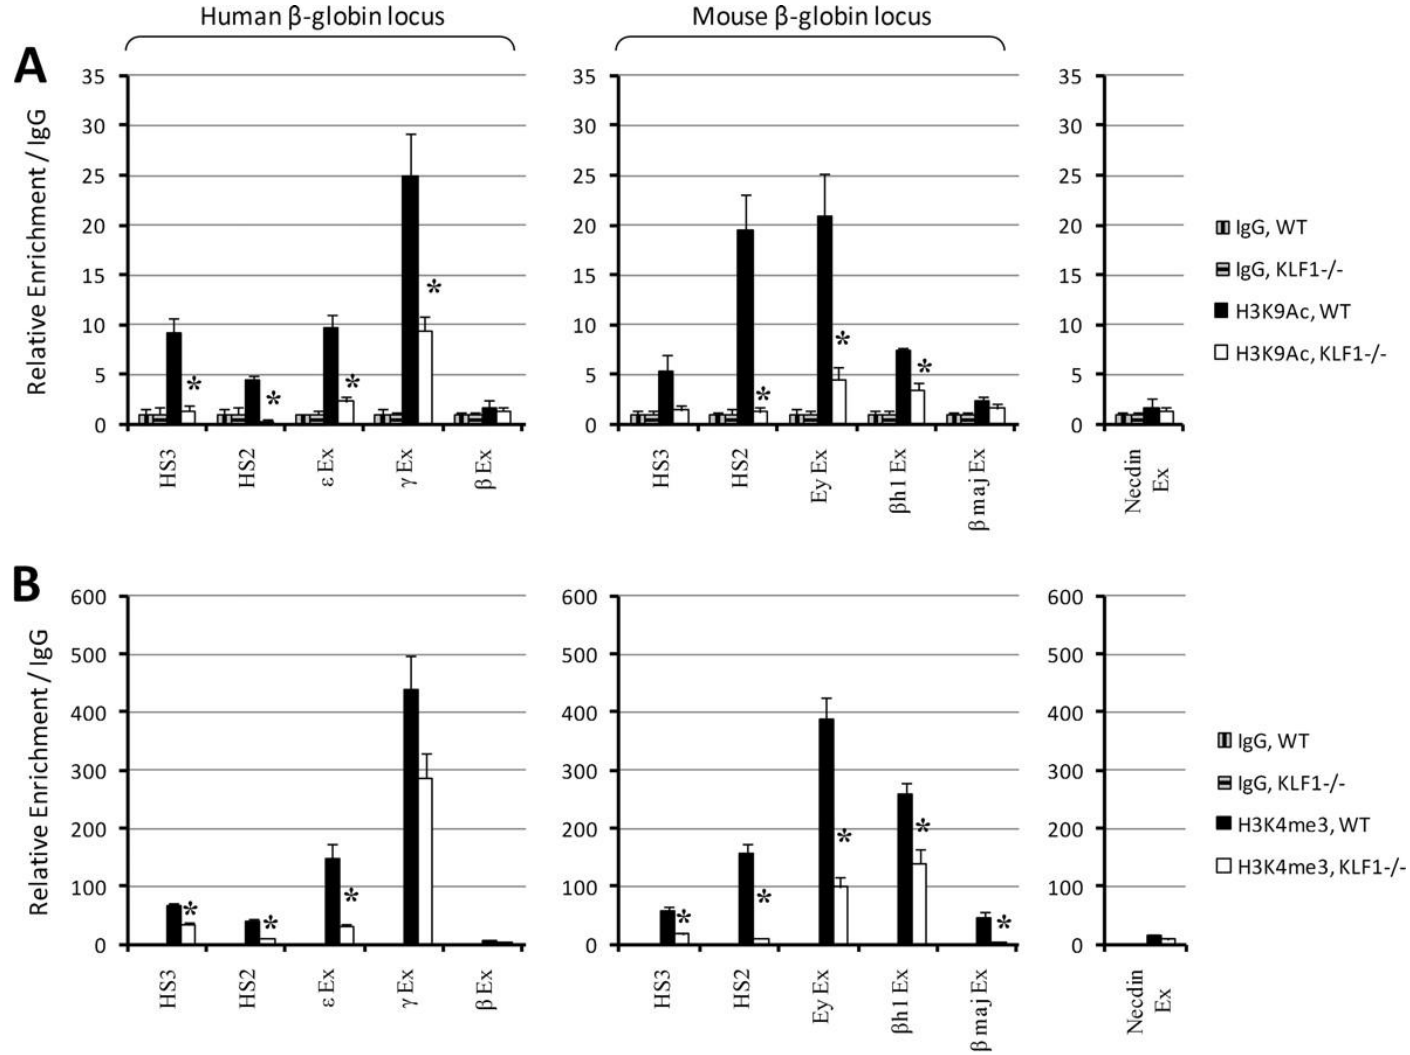 Human β-globin locus
Mouse β-globin locus
A
Relative Enrichment / IgG
35
30
25
20
15
10
5
0
*
*
*
*
HS3
HS2
ε Ex
γ Ex
β Ex
35
30
25
20
15
10
5
0
*
*
*
HS3
HS2
Ey Ex
βh1 Ex
β maj Ex
35
30
25
20
15
10
5
0
Necdin
Ex
IgG, WT
IgG, KLF1-/-
H3K9Ac, WT
H3K9Ac, KLF1-/-
B
Relative Enrichment / IgG
600
500
400
300
200
100
0
*
*
*
HS3
HS2
ε Ex
γ Ex
β Ex
600
500
400
300
200
100
0
*
*
*
*
*
HS3
HS2
Ey Ex
βh1 Ex
β maj Ex
600
500
400
300
200
100
0
Necdin
Ex
IgG, WT
IgG, KLF1-/-
H3K4me3, WT
H3K4me3, KLF1-/-